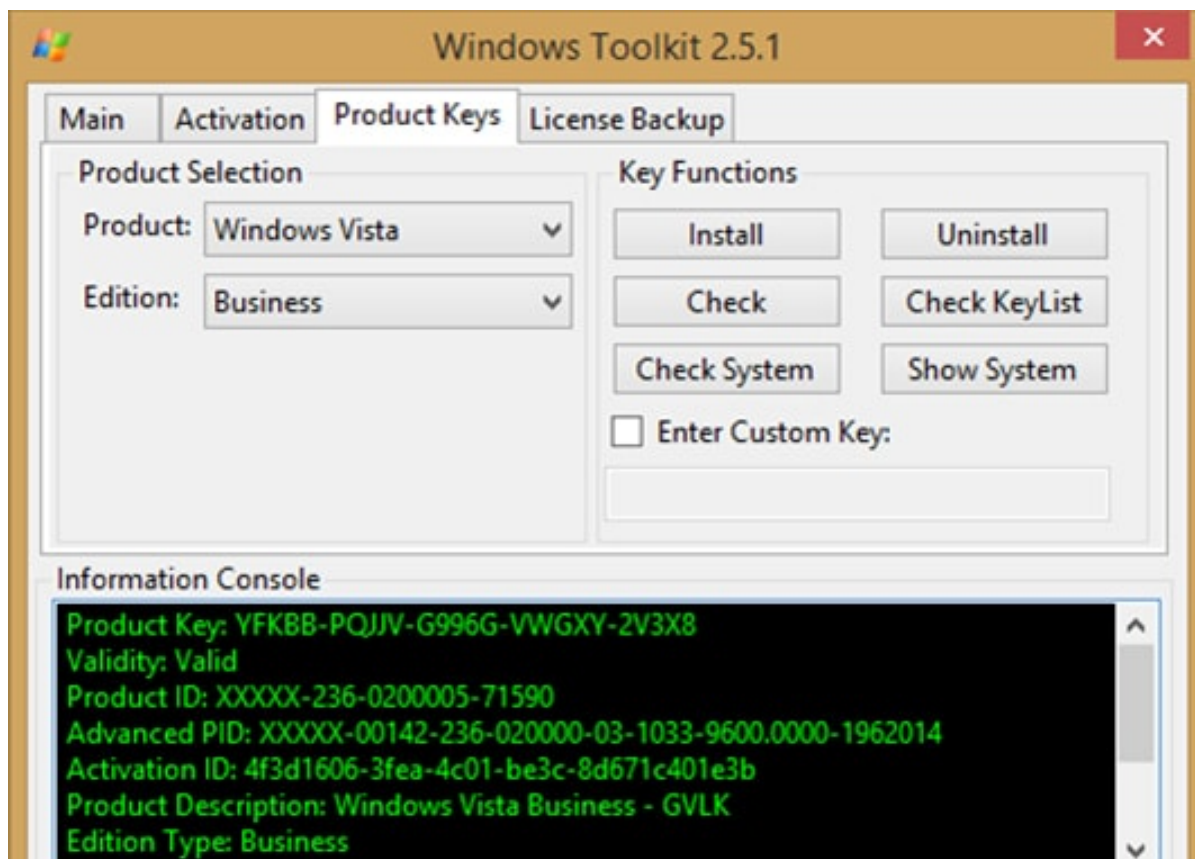 Windows Toolkit 2.5.1
Main Activation Product Keys License Backup
Product Selection
Product: Windows Vista
Edition: Business
Key Functions
Install Uninstall
Check Check KeyList
Check System Show System
Enter Custom Key:
Information Console
Product Key: YFKBB-PQJJV-G996G-VWGXY-2V3X8
Validity: Valid
Product ID: XXXXX-236-0200005-71590
Advanced PID: XXXXX-00142-236-020000-03-1033-9600.0000-1962014
Activation ID: 4f3d1606-3fea-4c01-be3c-8d671c401e3b
Product Description: Windows Vista Business - GVLK
Edition Type: Business